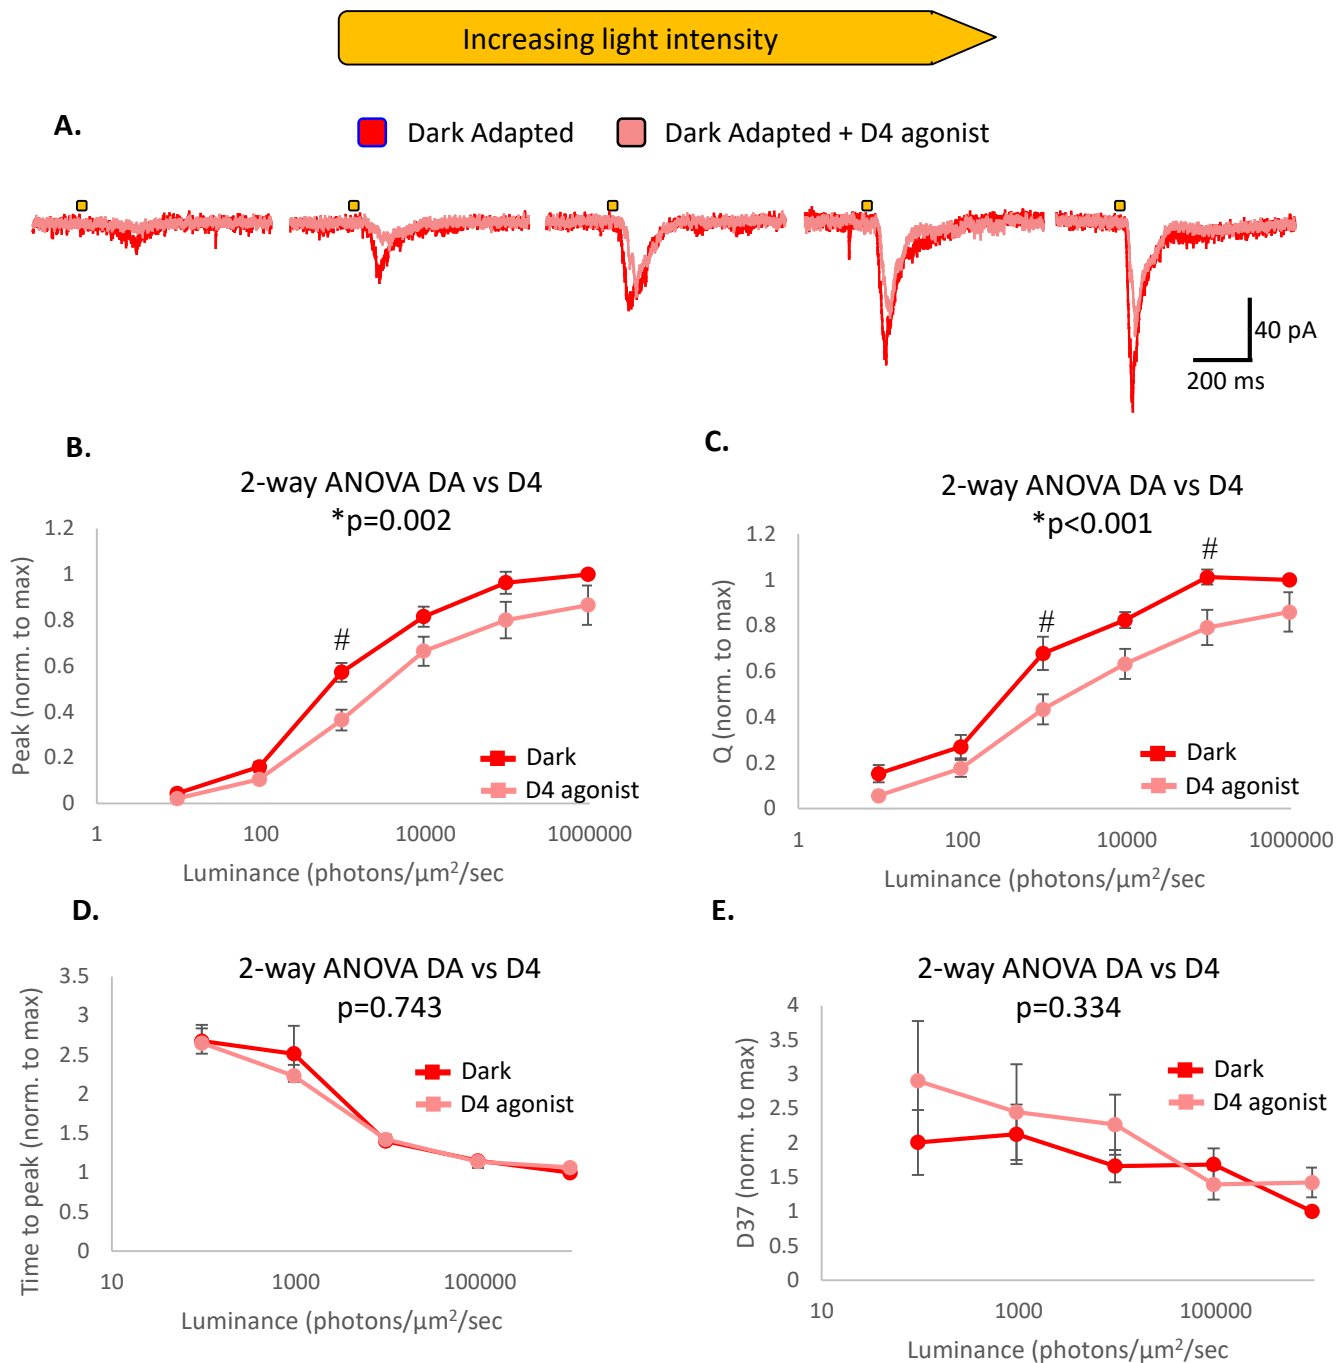 Increasing light intensity
A.
Dark Adapted
Dark Adapted + D4 agonist
40 pA
200 ms
B.
2-way ANOVA DA vs D4
*p=0.002
Peak (norm. to max)
1.2
1
0.8
0.6
0.4
0.2
0
#
Dark
D4 agonist
1
100
10000
1000000
Luminance (photons/µm²/sec
C.
2-way ANOVA DA vs D4
*p<0.001
Q (norm. to max)
1.2
1
0.8
0.6
0.4
0.2
0
#
#
Dark
D4 agonist
1
100
10000
1000000
Luminance (photons/µm²/sec
D.
2-way ANOVA DA vs D4
p=0.743
Time to peak (norm. to max)
3.5
3
2.5
2
1.5
1
0.5
0
Dark
D4 agonist
10
1000
100000
Luminance (photons/µm²/sec
E.
2-way ANOVA DA vs D4
p=0.334
D37 (norm. to max)
4
3.5
3
2.5
2
1.5
1
0.5
0
Dark
D4 agonist
10
1000
100000
Luminance (photons/µm²/sec